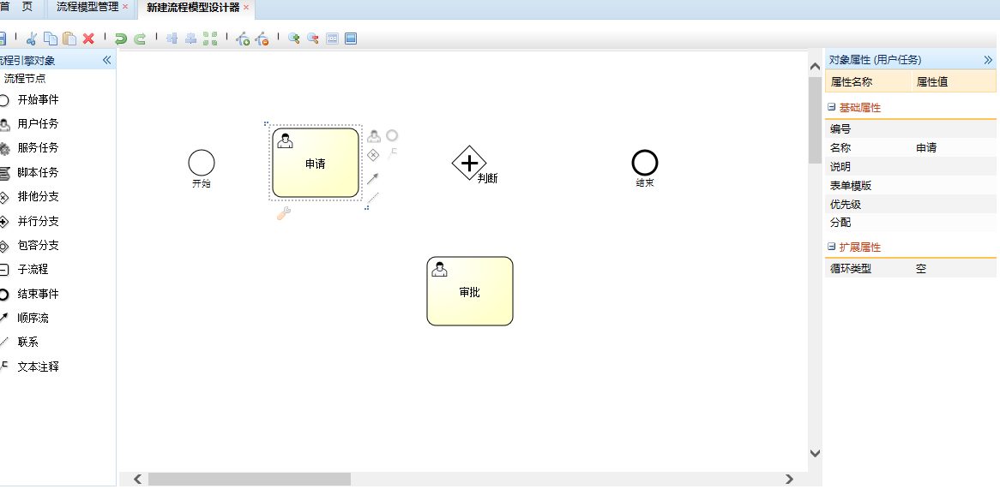 首 页 流程模型管理 × 新建流程模型设计器 ×
流程引擎对象 «
流程节点
开始事件
用户任务
服务任务
脚本任务
排他分支
并行分支
包容分支
子流程
结束事件
顺序流
联系
文本注释
开始
申请
判断
结束
审批
对象属性 (用户任务) »
属性名称 属性值
基础属性
编号
名称 申请
说明
表单模版
优先级
分配
扩展属性
循环类型 空